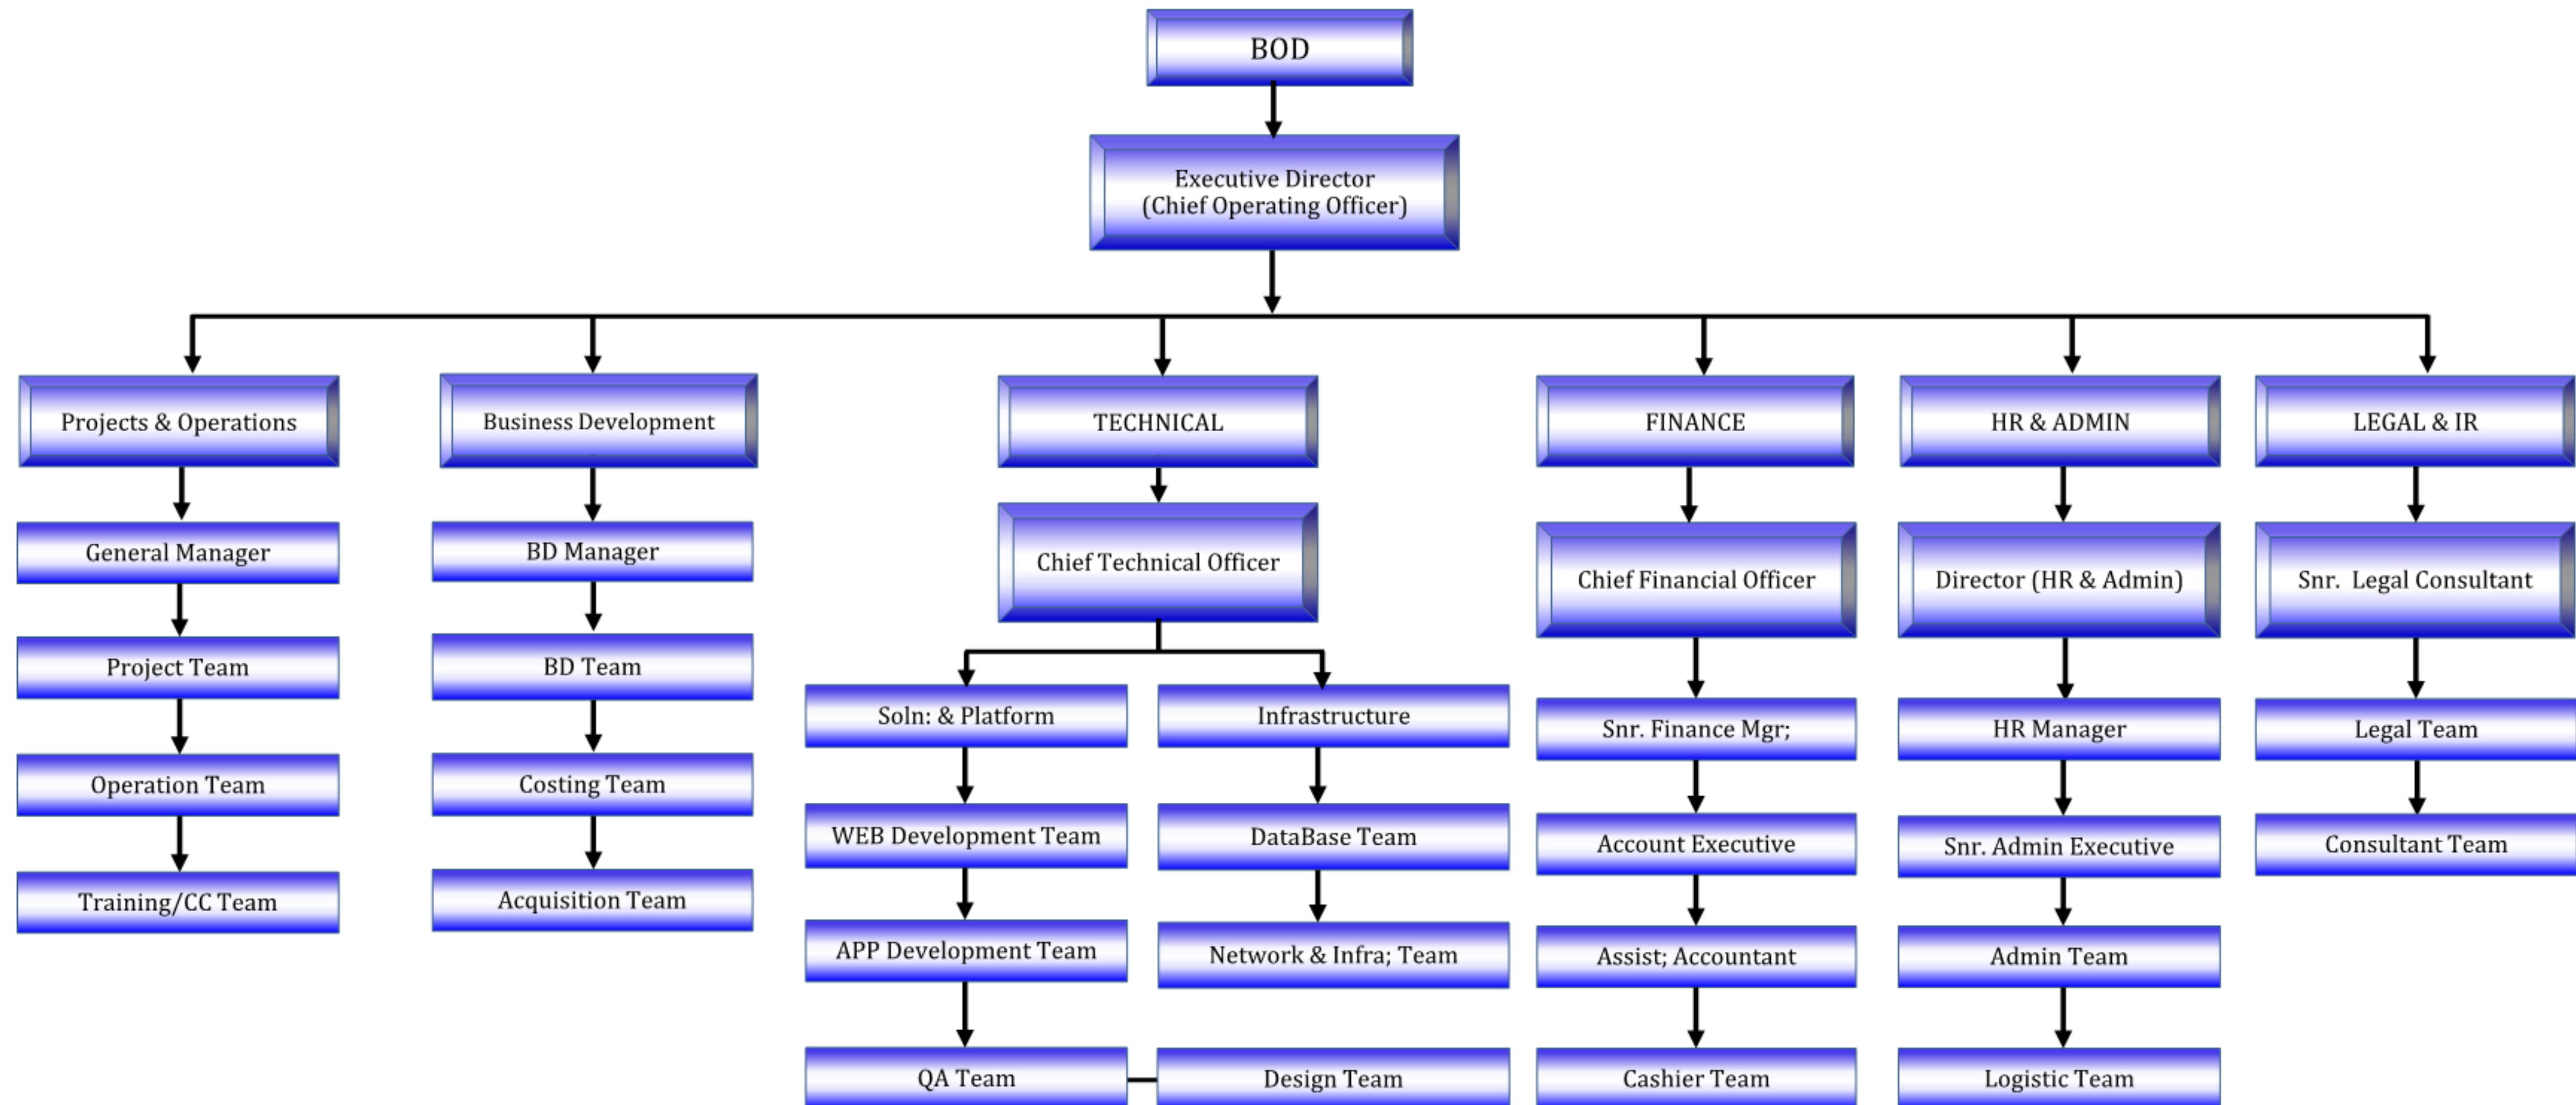 BOD
Executive Director
(Chief Operating Officer)
Projects & Operations
Business Development
TECHNICAL
FINANCE
HR & ADMIN
LEGAL & IR
General Manager
BD Manager
Chief Technical Officer
Chief Financial Officer
Director (HR & Admin)
Snr. Legal Consultant
Project Team
BD Team
Soln: & Platform
Infrastructure
Snr. Finance Mgr;
HR Manager
Legal Team
Operation Team
Costing Team
WEB Development Team
DataBase Team
Account Executive
Snr. Admin Executive
Consultant Team
Training/CC Team
Acquisition Team
APP Development Team
Network & Infra; Team
Assist; Accountant
Admin Team
QA Team
Design Team
Cashier Team
Logistic Team